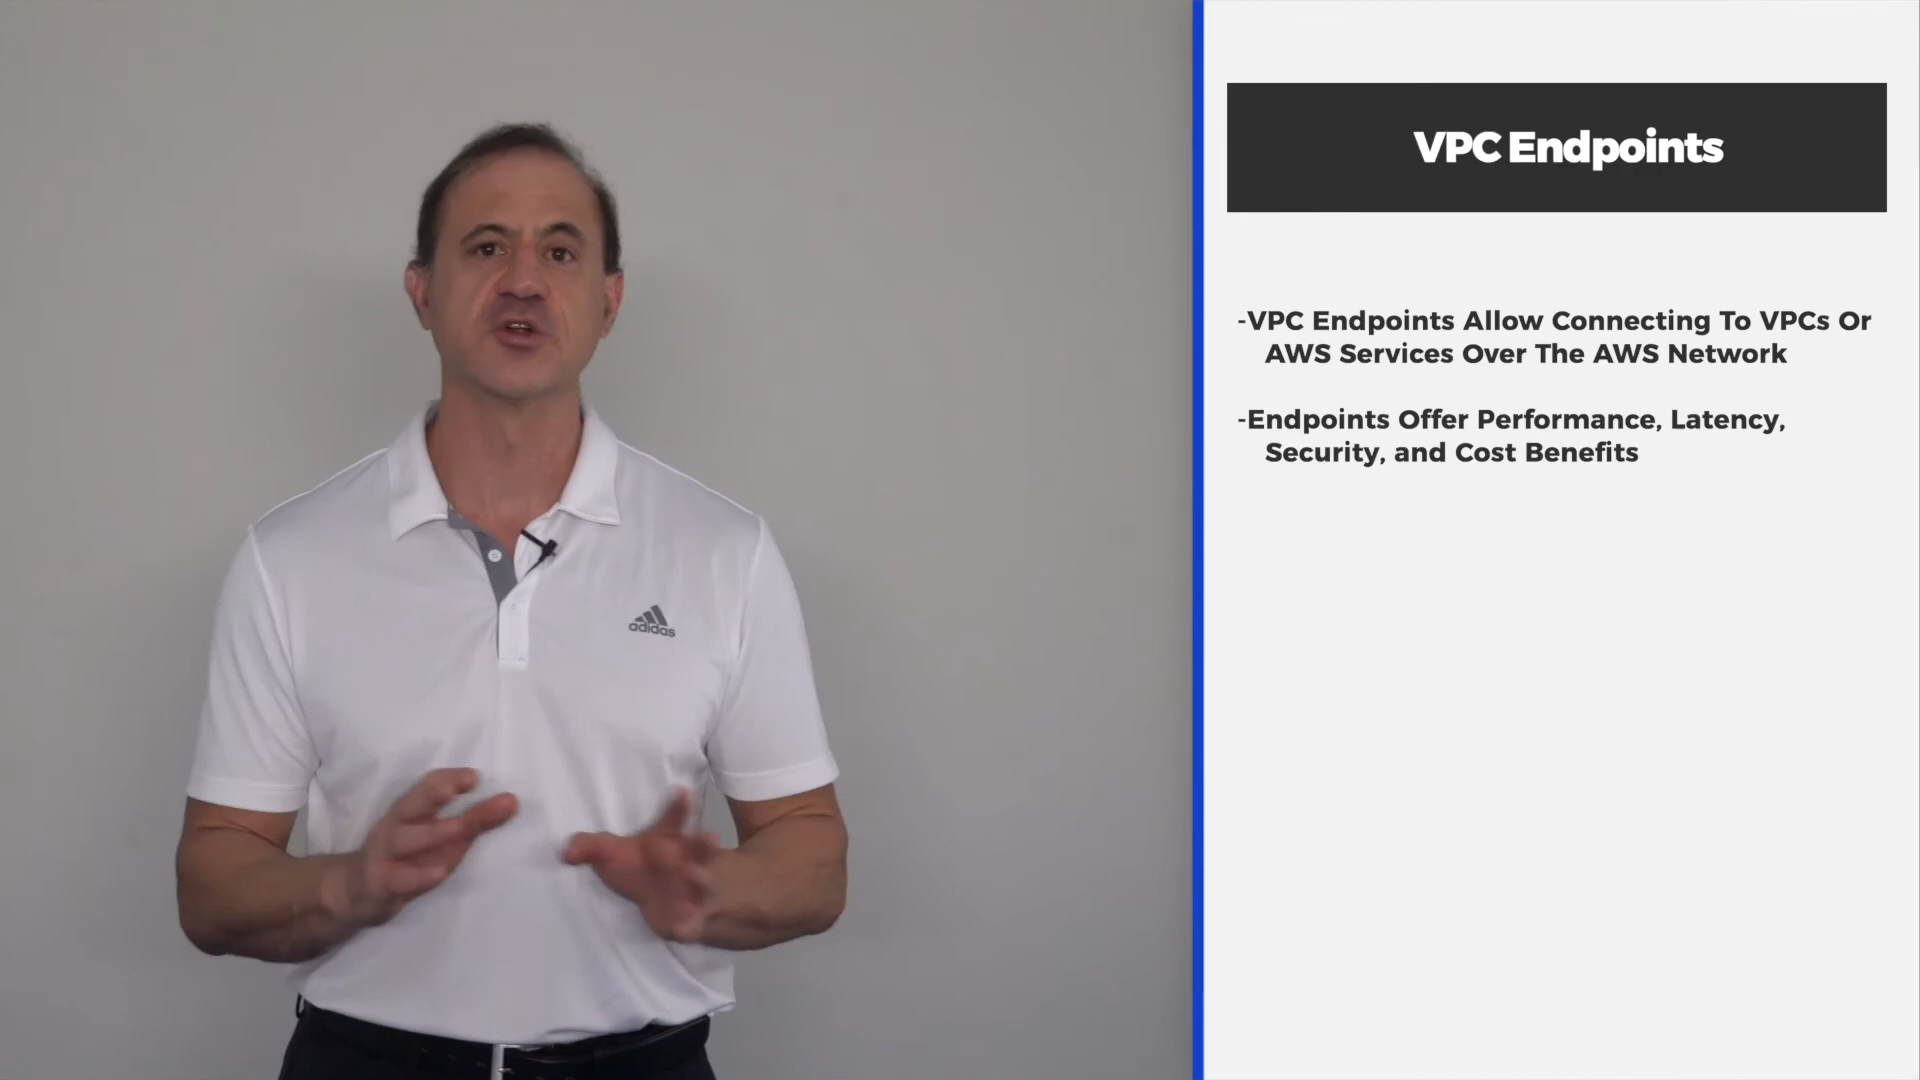 VPC Endpoints
-VPC Endpoints Allow Connecting To VPCs Or
AWS Services Over The AWS Network
-Endpoints Offer Performance, Latency,
Security, and Cost Benefits
adidas